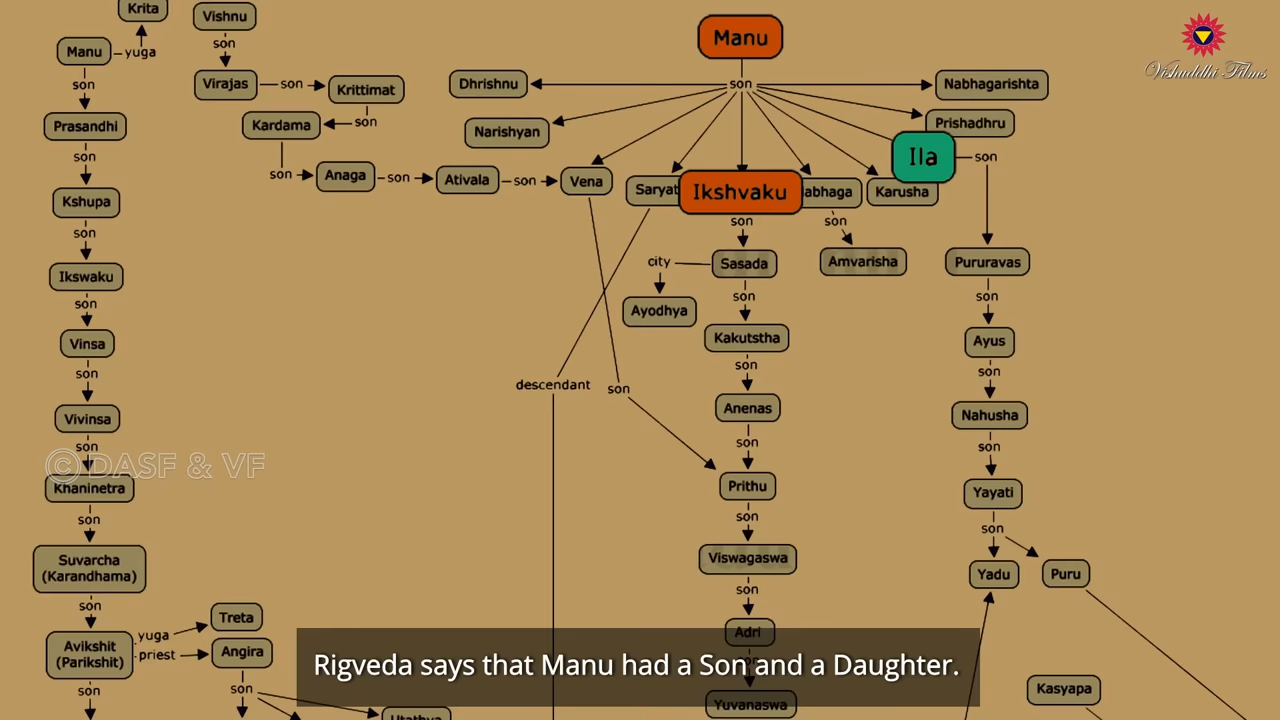 Krita
Manu
yuga
son
Prasandhi
son
Kshupa
son
Ikswaku
son
Vinsa
son
Vivinsa
son
Khaninetra
son
Suvarcha
(Karandhama)
son
Avikshit
(Parikshit)
yuga
priest
Treta
Angira
son
son
Utathya
Vishnu
son
Virajas
son
Krittimat
son
Kardama
son
Anaga
son
Ativala
son
Vena
son
Manu
son
Dhrishnu
Narishyan
Saryat
descendant
Ikshvaku
son
Sasada
city
Ayodhya
son
Kakutstha
son
Anenas
son
Prithu
son
Viswagaswa
son
Adri
son
Yuvanaswa
abhaga
son
Amvarisha
Karusha
Nabhagarishta
Prishadhru
Ila
son
Pururavas
son
Ayus
son
Nahusha
son
Yayati
son
Yadu
Puru
Kasyapa
Vishuddhi Films
© DASF & VF
Rigveda says that Manu had a Son and a Daughter.